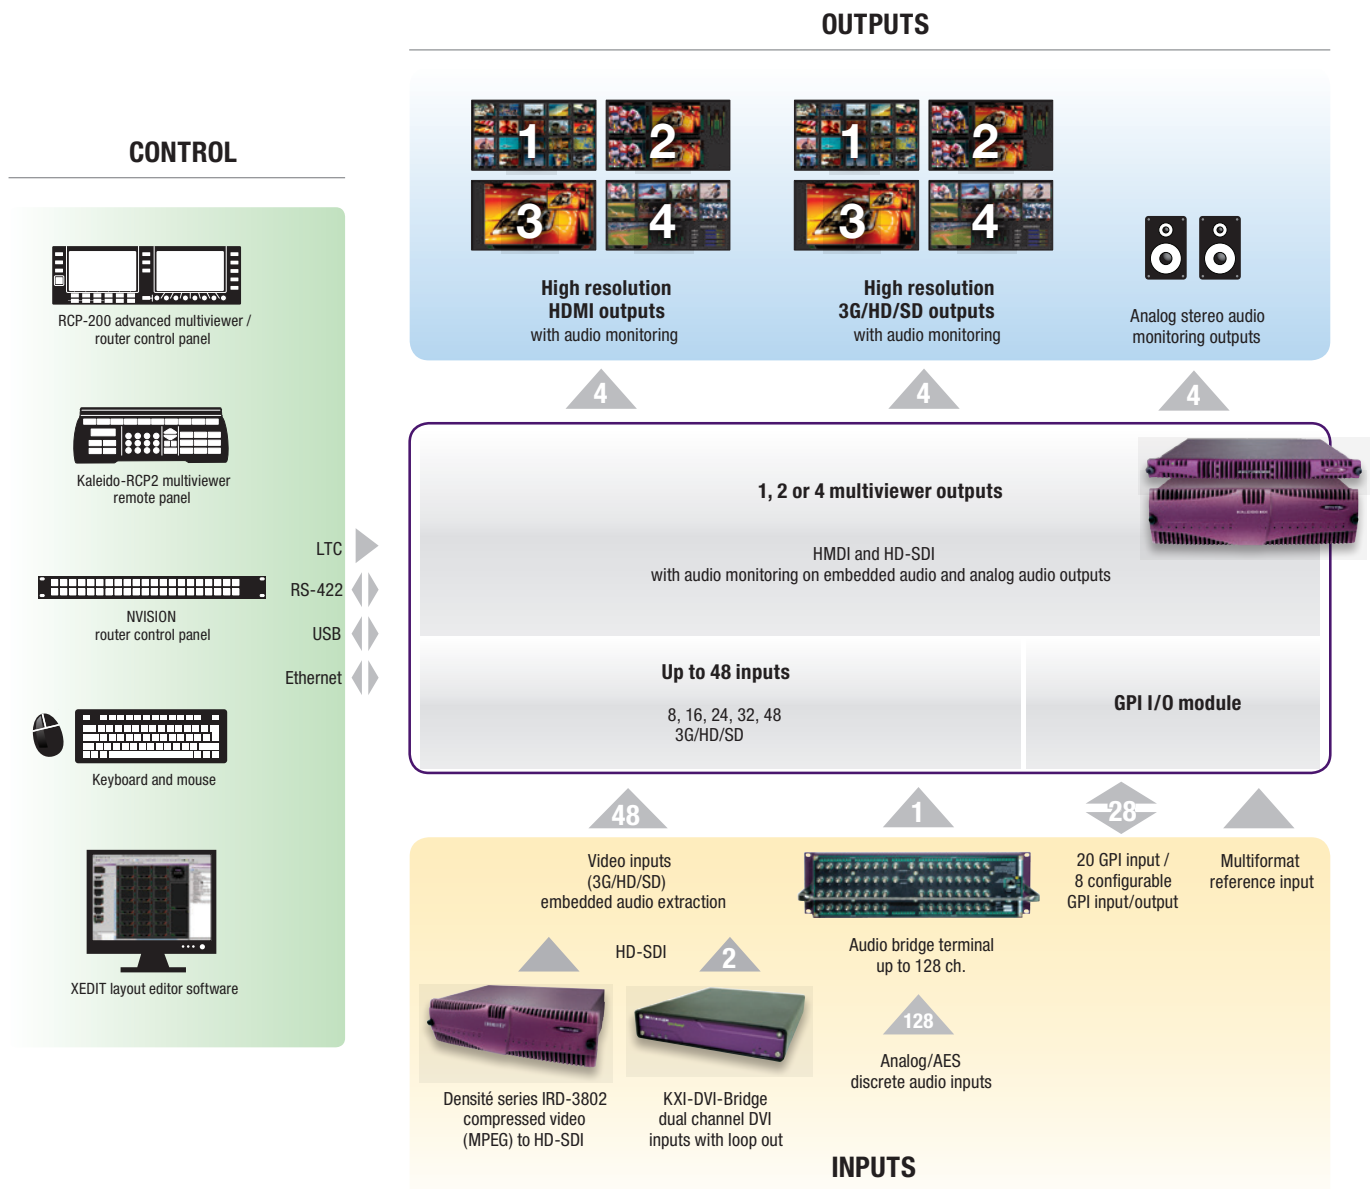 OUTPUTS
CONTROL
1
2
3
4
1
2
3
4
High resolution
HDMI outputs
with audio monitoring
High resolution
3G/HD/SD outputs
with audio monitoring
Analog stereo audio
monitoring outputs
RCP-200 advanced multiviewer /
router control panel
Kaleido-RCP2 multiviewer
remote panel
NVISION
router control panel
Keyboard and mouse
XEDIT layout editor software
LTC
RS-422
USB
Ethernet
4
4
4
1, 2 or 4 multiviewer outputs
HMDI and HD-SDI
with audio monitoring on embedded audio and analog audio outputs
Up to 48 inputs
8, 16, 24, 32, 48
3G/HD/SD
GPI I/O module
48
1
28
Video inputs
(3G/HD/SD)
embedded audio extraction
20 GPI input /
8 configurable
GPI input/output
Multiformat
reference input
HD-SDI
2
Audio bridge terminal
up to 128 ch.
128
Analog/AES
discrete audio inputs
Densité series IRD-3802
compressed video
(MPEG) to HD-SDI
KXI-DVI-Bridge
dual channel DVI
inputs with loop out
INPUTS